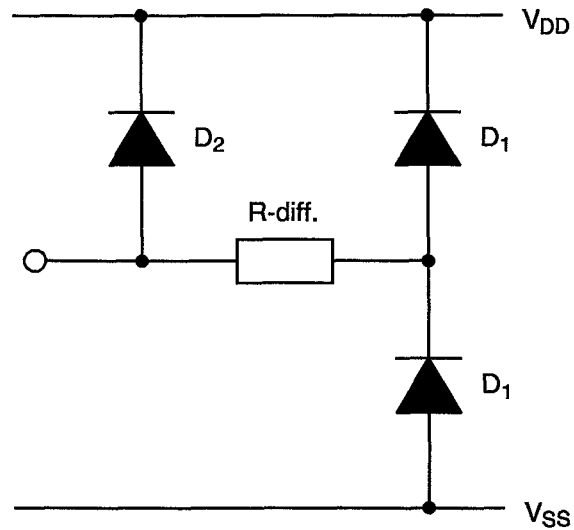 V_DD
D_2
D_1
R-diff.
D_1
V_SS